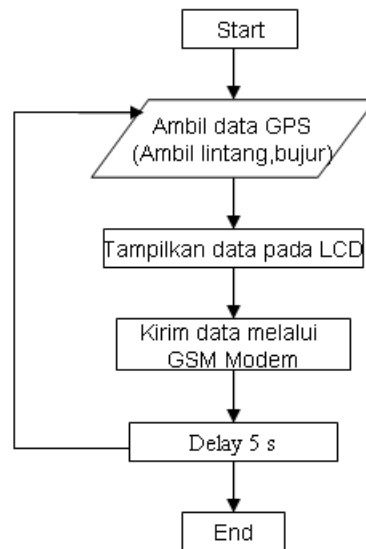 Start
Ambil data GPS
(Ambil lintang,bujur)
Tampilkan data pada LCD
Kirim data melalui
GSM Modem
Delay 5 s
End